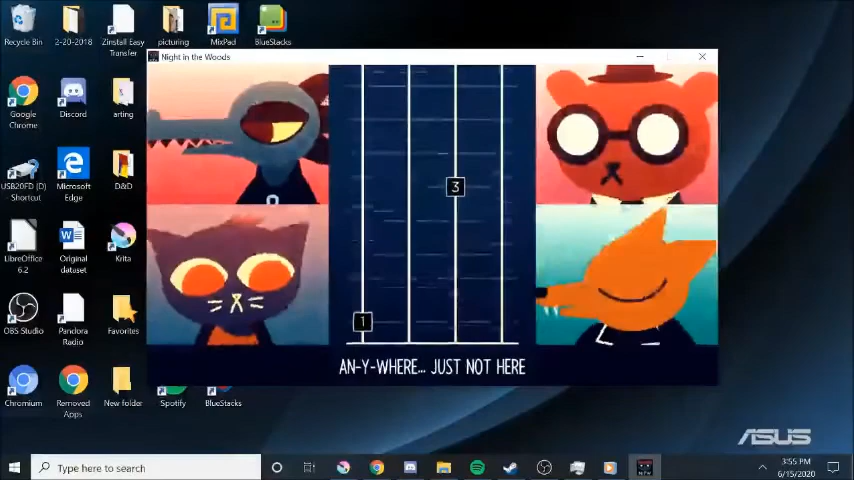 Recycle Bin
2-20-2018
Zinstall Easy
Transfer
picturing
MixPad
BlueStacks
Night in the Woods
Google
Chrome
Discord
arting
3
USB20FD (D)
- Shortcut
Microsoft
Edge
D&D
LibreOffice
6.2
Original
dataset
Krita
1
OBS Studio
Pandora
Radio
Favorites
AN-Y-WHERE... JUST NOT HERE
Chromium
Removed
Apps
New folder
Spotify
BlueStacks
ASUS
Type here to search
3:55 PM
6/15/2020